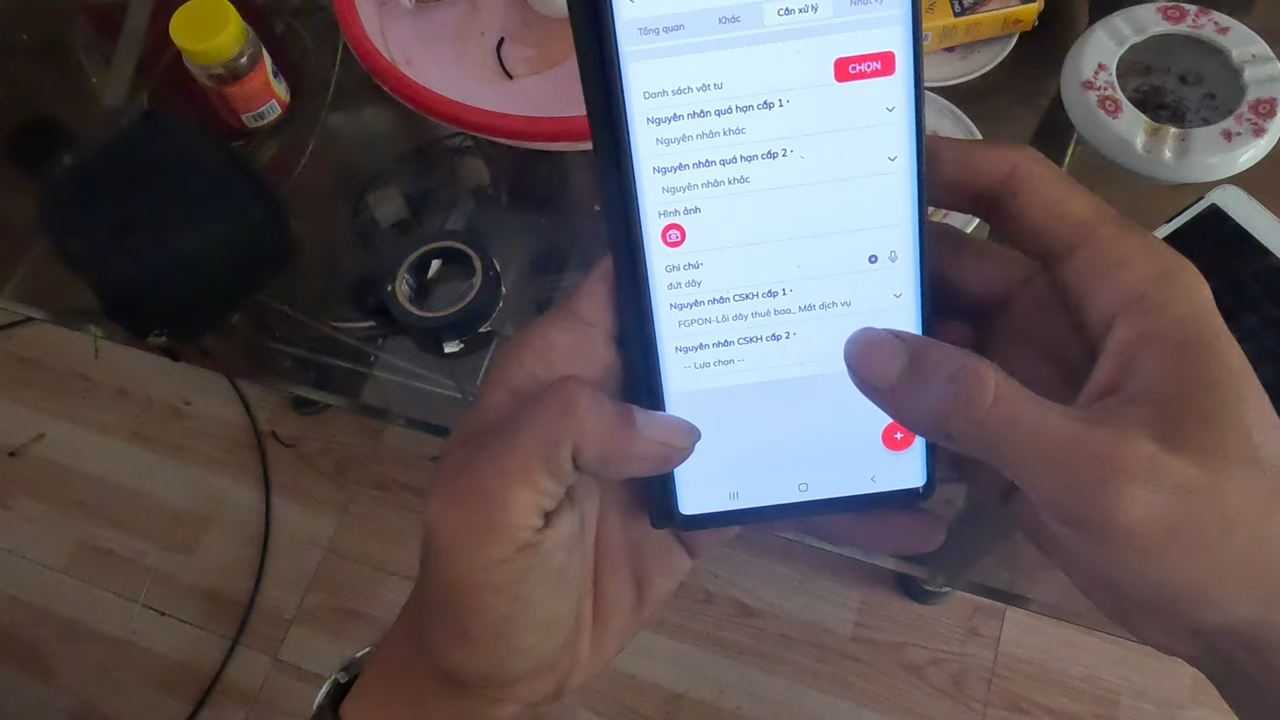 Tổng quan
Khác
Cần xử lý
Nhật ký
CHỌN
Danh sách vật tư
Nguyên nhân quá hạn cấp 1 *
Nguyên nhân khác
Nguyên nhân quá hạn cấp 2 *
Nguyên nhân khác
Hình ảnh
Ghi chú*
đứt dây
Nguyên nhân CSKH cấp 1 *
FGPON-Lỗi dây thuê bao_ Mất dịch vụ
Nguyên nhân CSKH cấp 2 *
-- Lựa chọn --